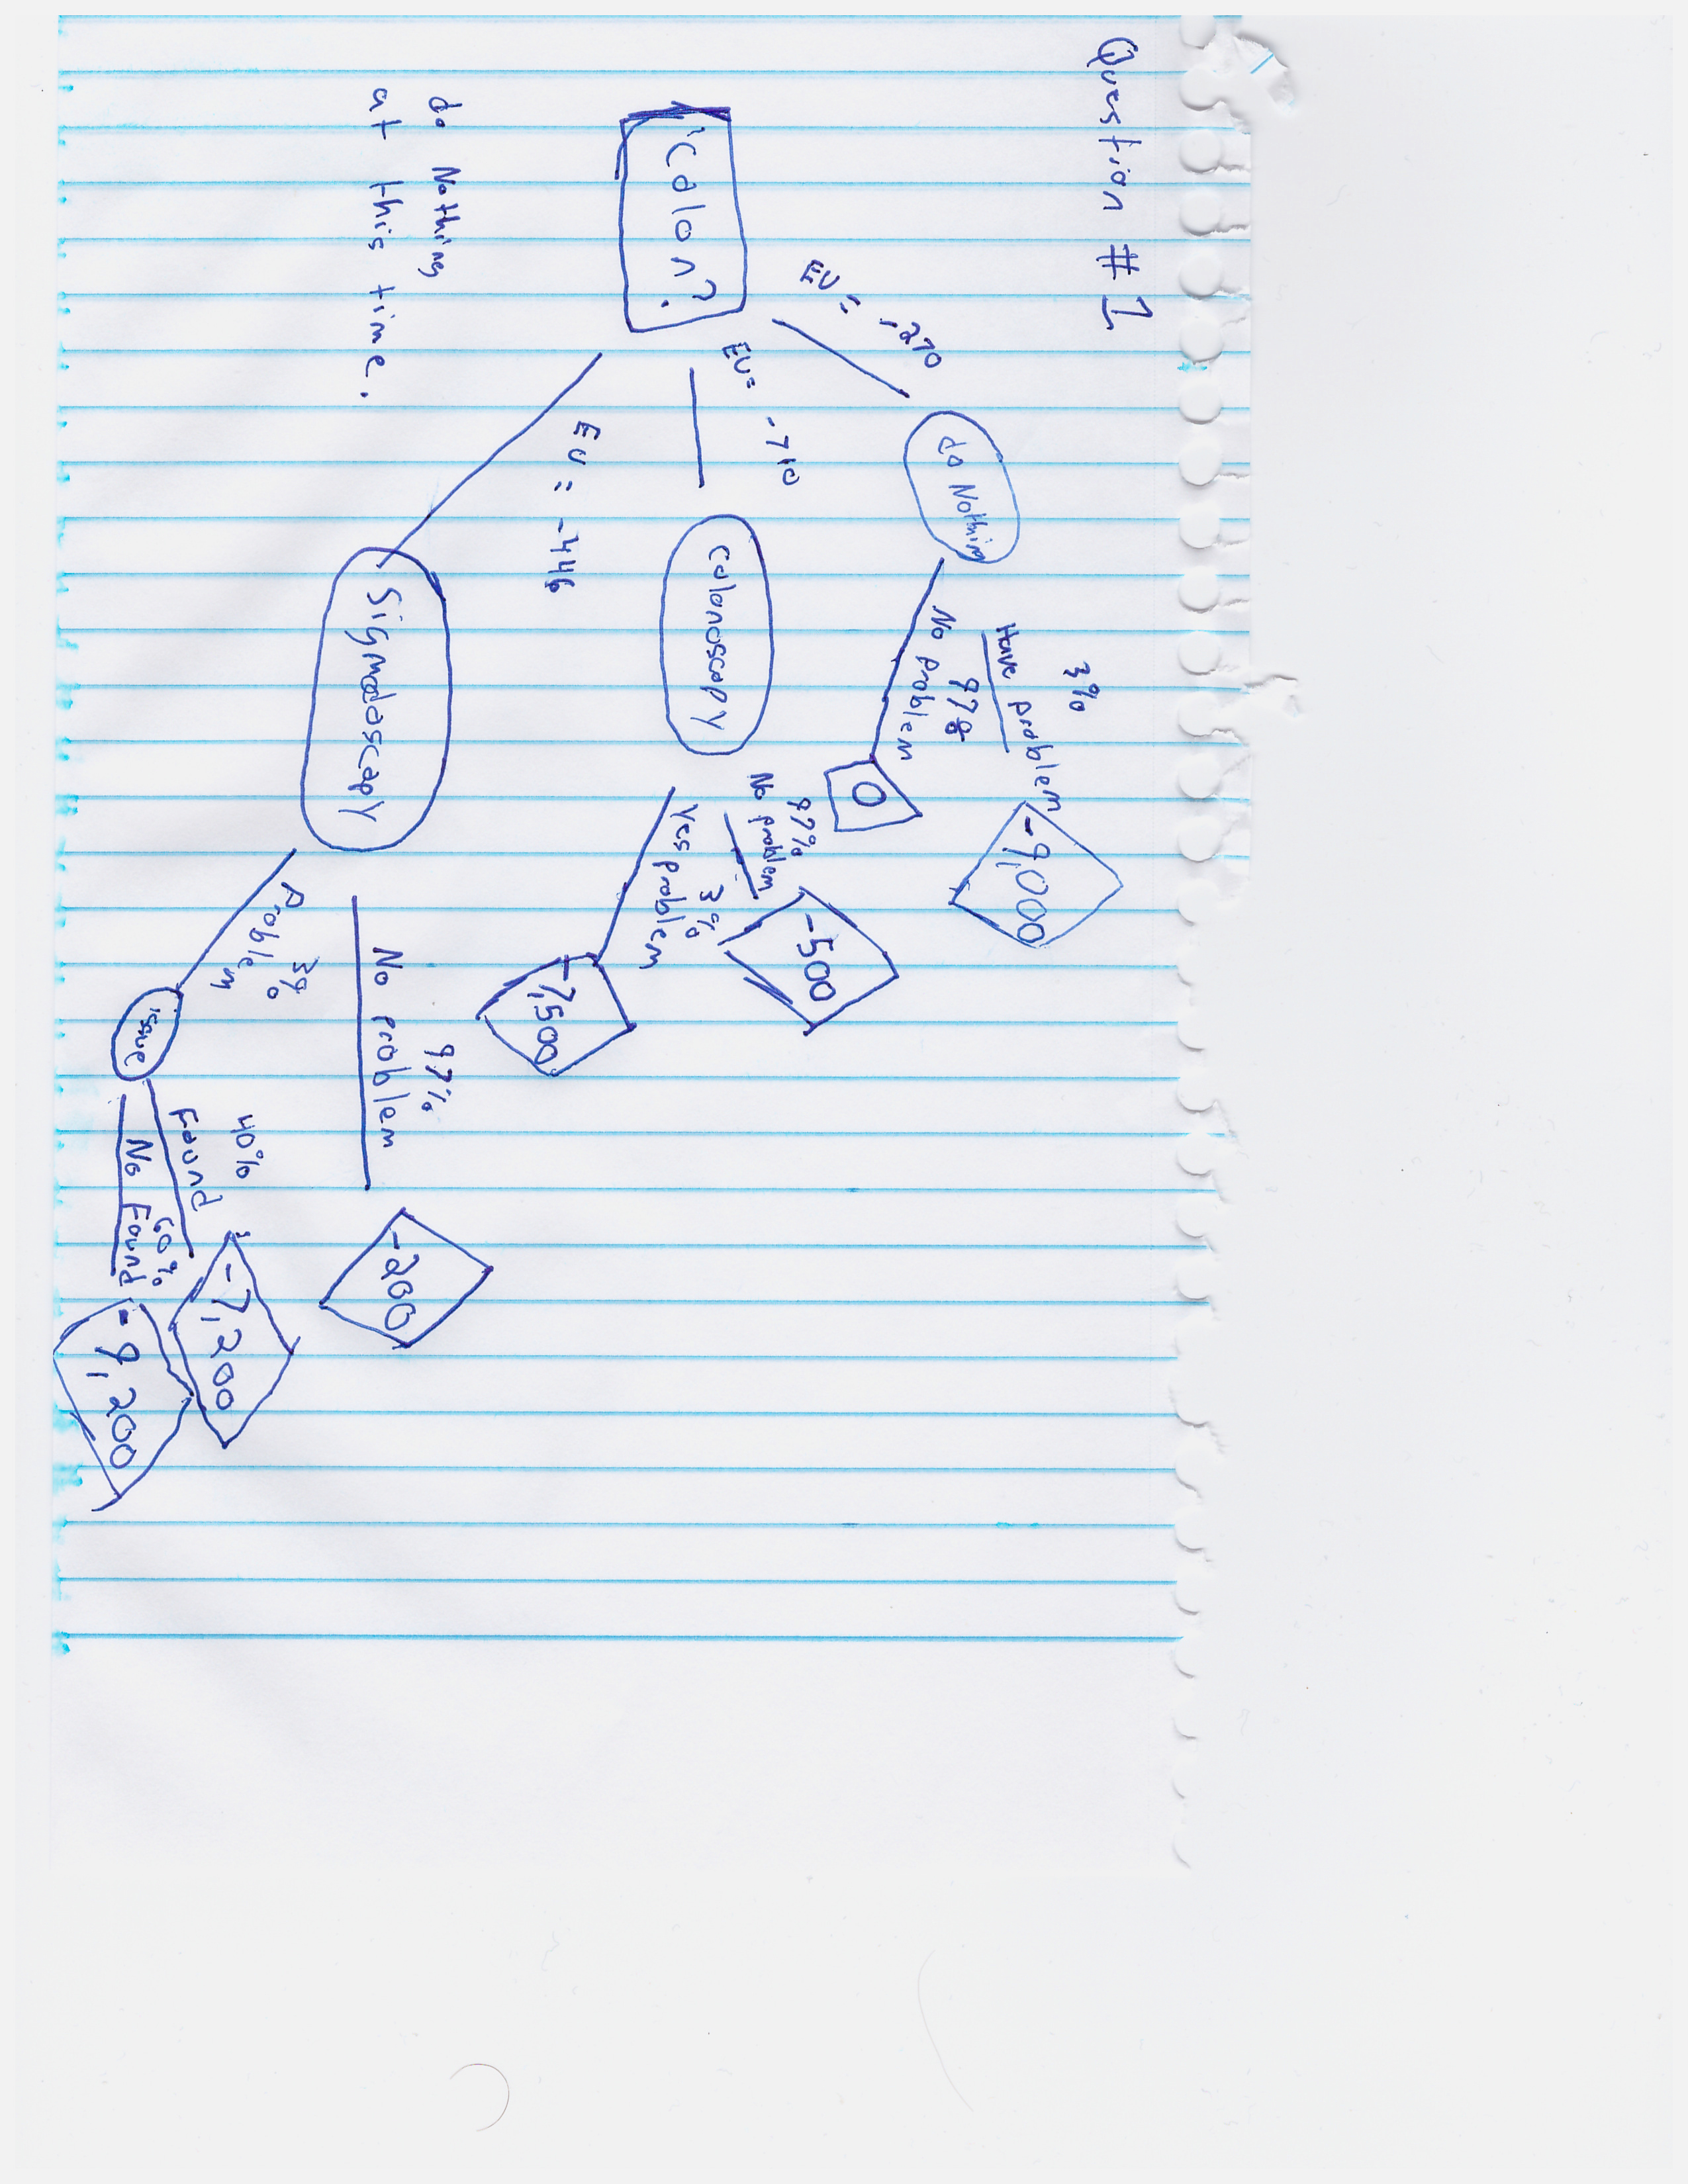 Question #1
3%
Have problem
-9,000
EU = -270
do Nothing
97%
No problem
0
'colon?
EU= -710
colonoscopy
97%
No problem
-500
3%
Yes problem
-7,500
EU = -446
Sigmodoscopy
97%
No problem
-200
3%
Problem
issue
40%
Found
-7,200
60%
No Found
-9,200
do Nothing
at this time.